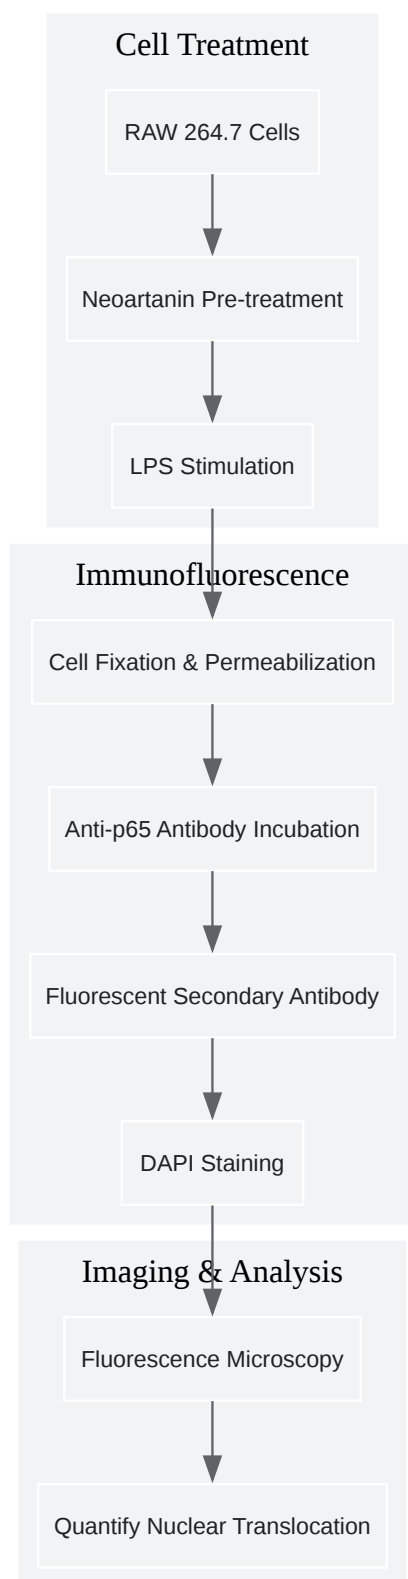 Cell Treatment
RAW 264.7 Cells
Neoartanin Pre-treatment
LPS Stimulation
Immunofluorescence
Cell Fixation & Permeabilization
Anti-p65 Antibody Incubation
Fluorescent Secondary Antibody
DAPI Staining
Imaging & Analysis
Fluorescence Microscopy
Quantify Nuclear Translocation